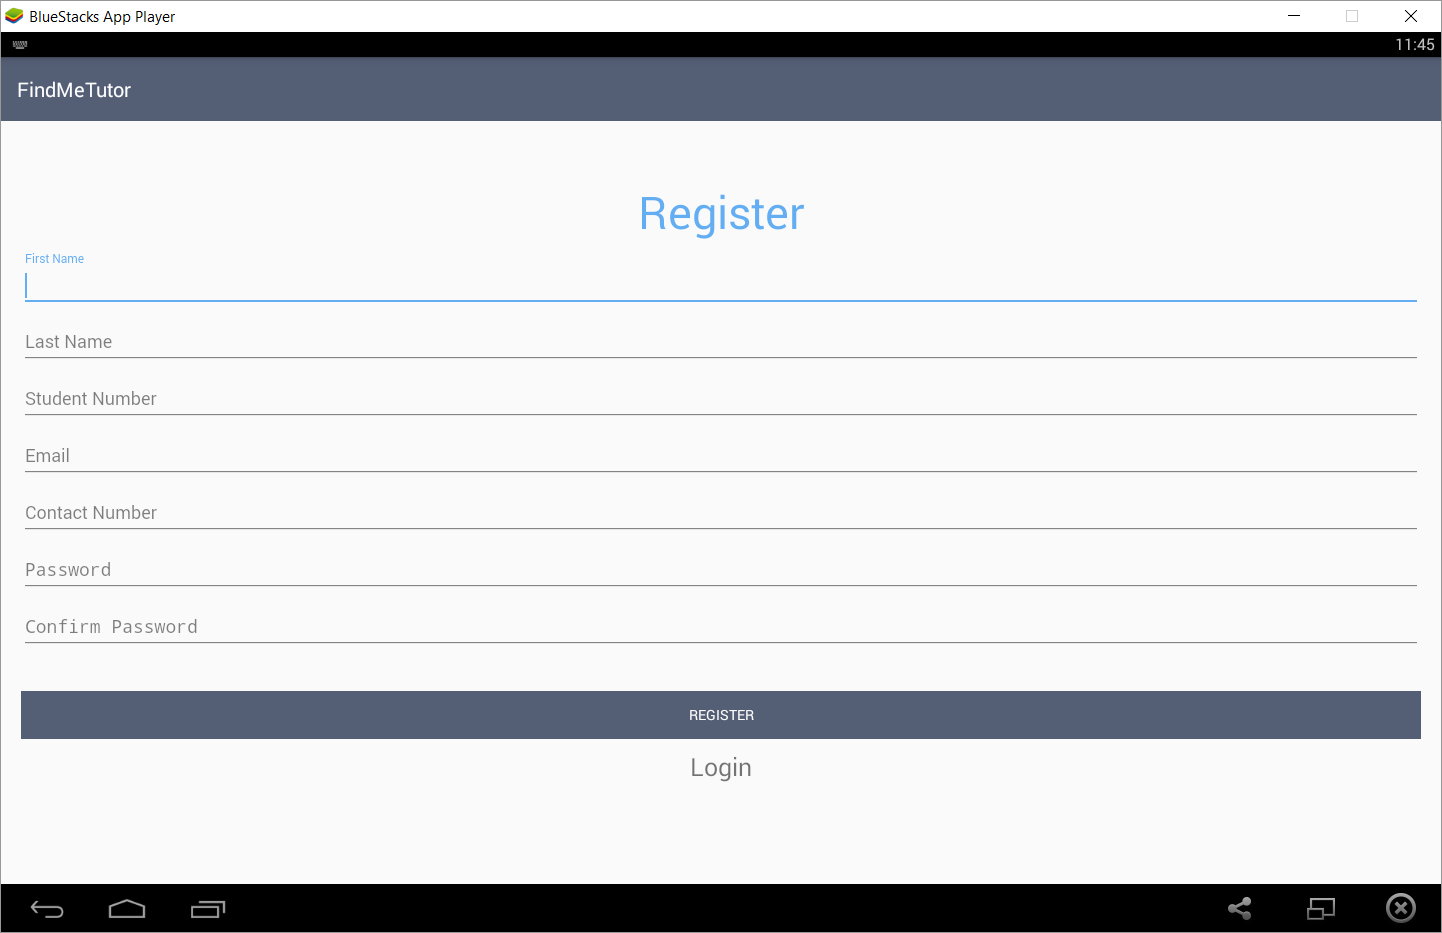 BlueStacks App Player
11:45
FindMeTutor
Register
First Name
Last Name
Student Number
Email
Contact Number
Password
Confirm Password
REGISTER
Login